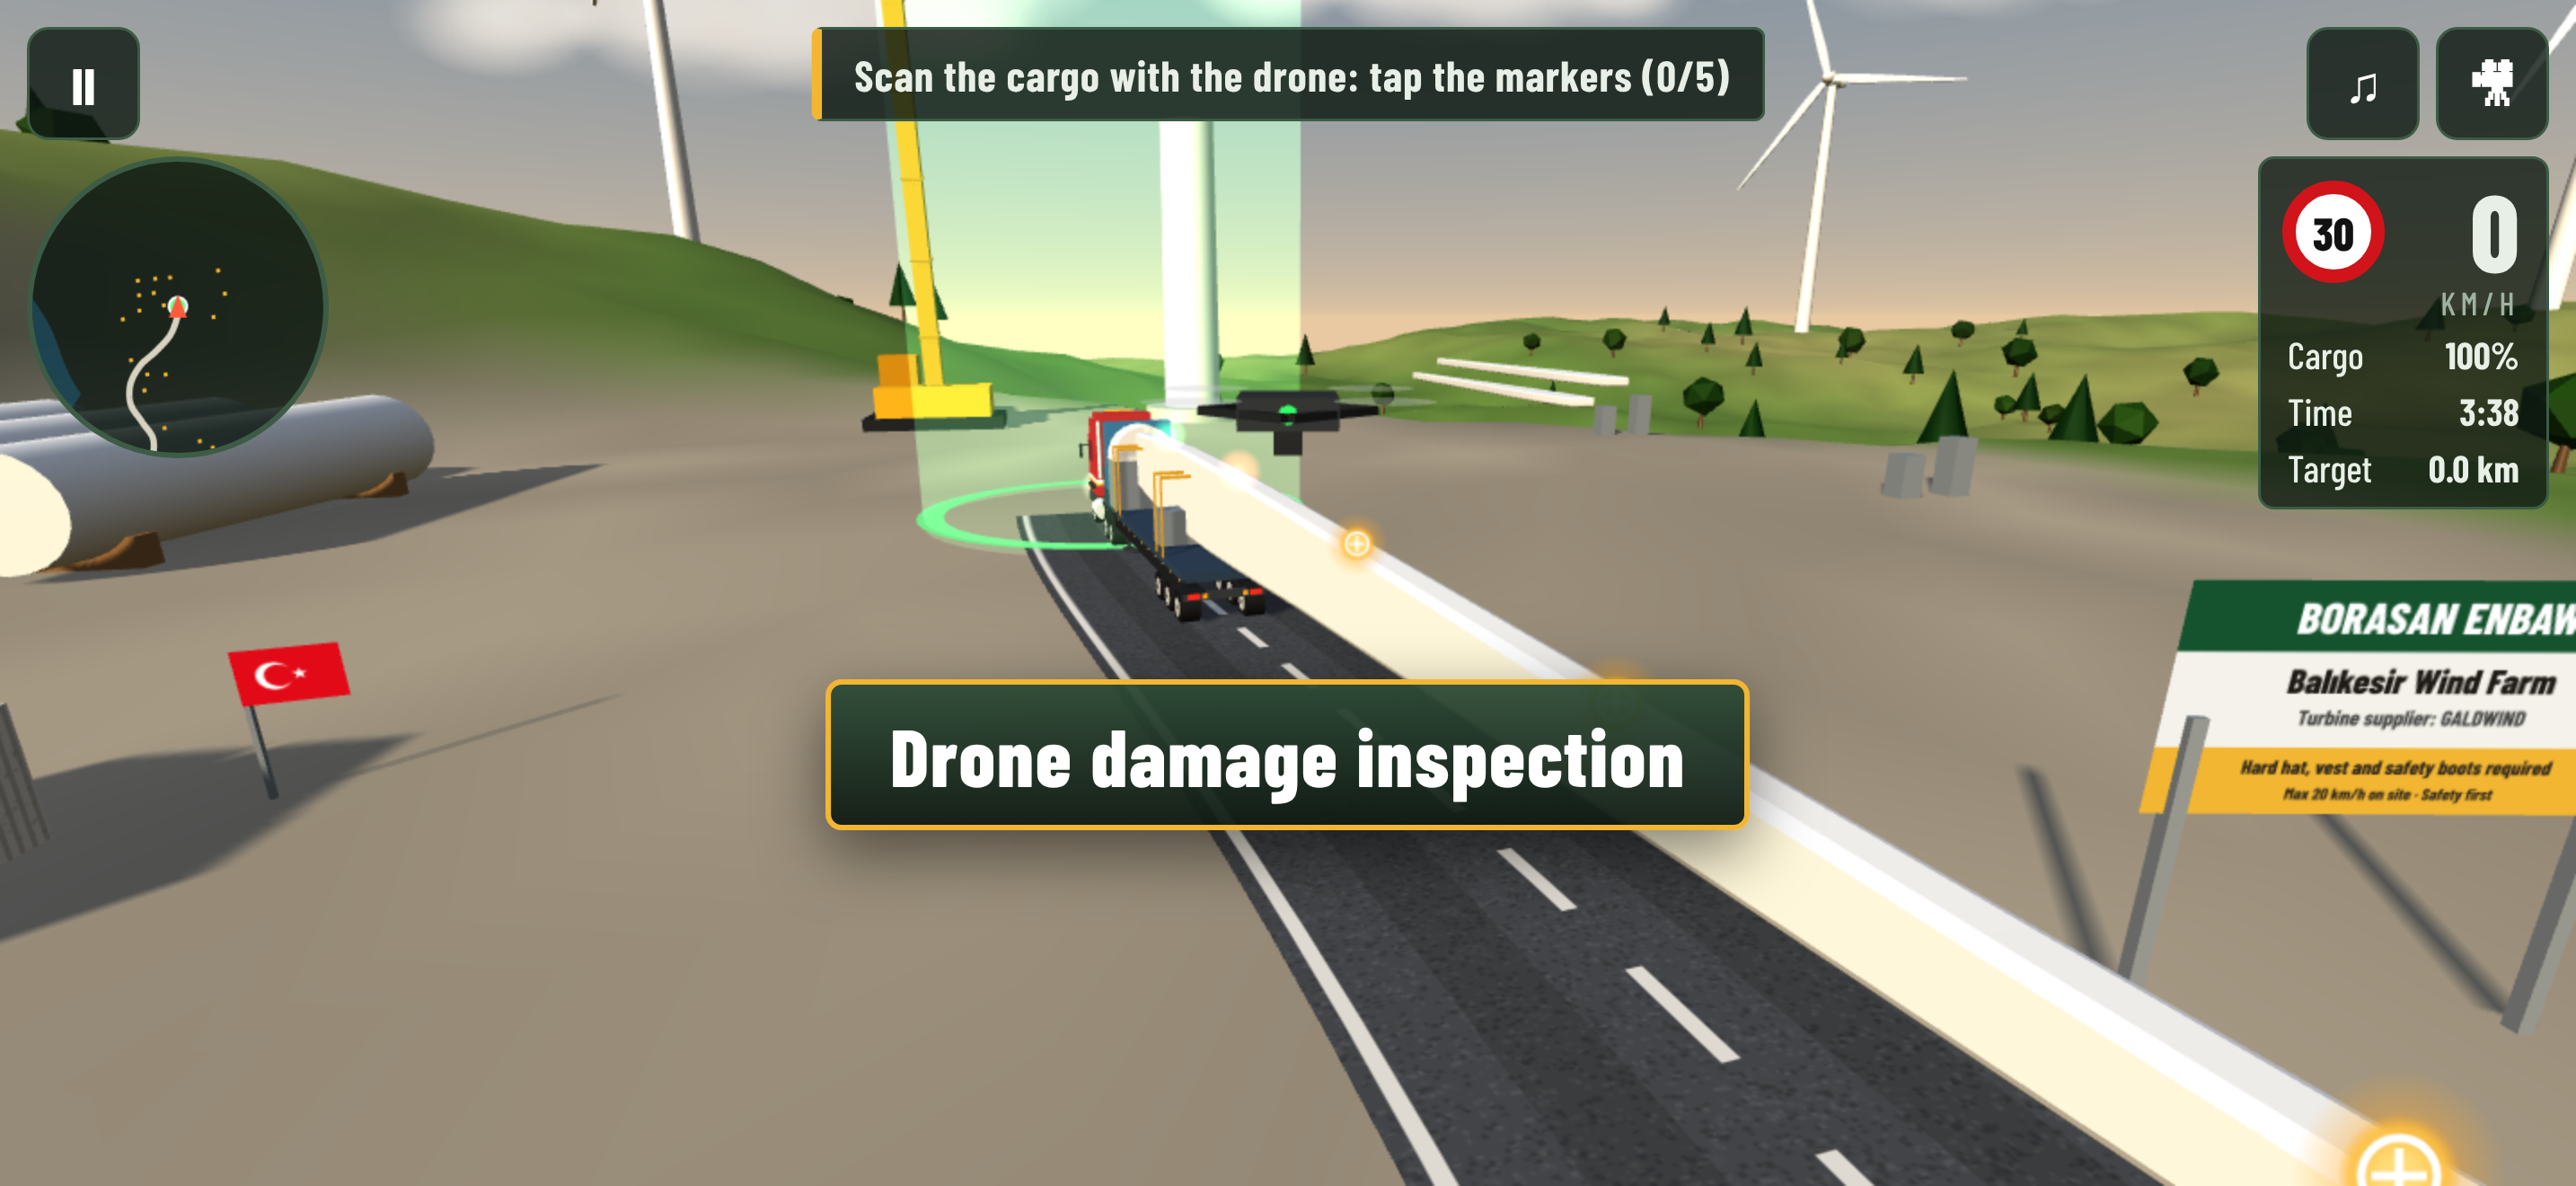 Scan the cargo with the drone: tap the markers (0/5)
30
0
KM/H
Cargo 100%
Time 3:38
Target 0.0 km
BORASAN ENBAW
Balıkesir Wind Farm
Turbine supplier: GALDWIND
Hard hat, vest and safety boots required
Max 20 km/h on site - Safety first
Drone damage inspection